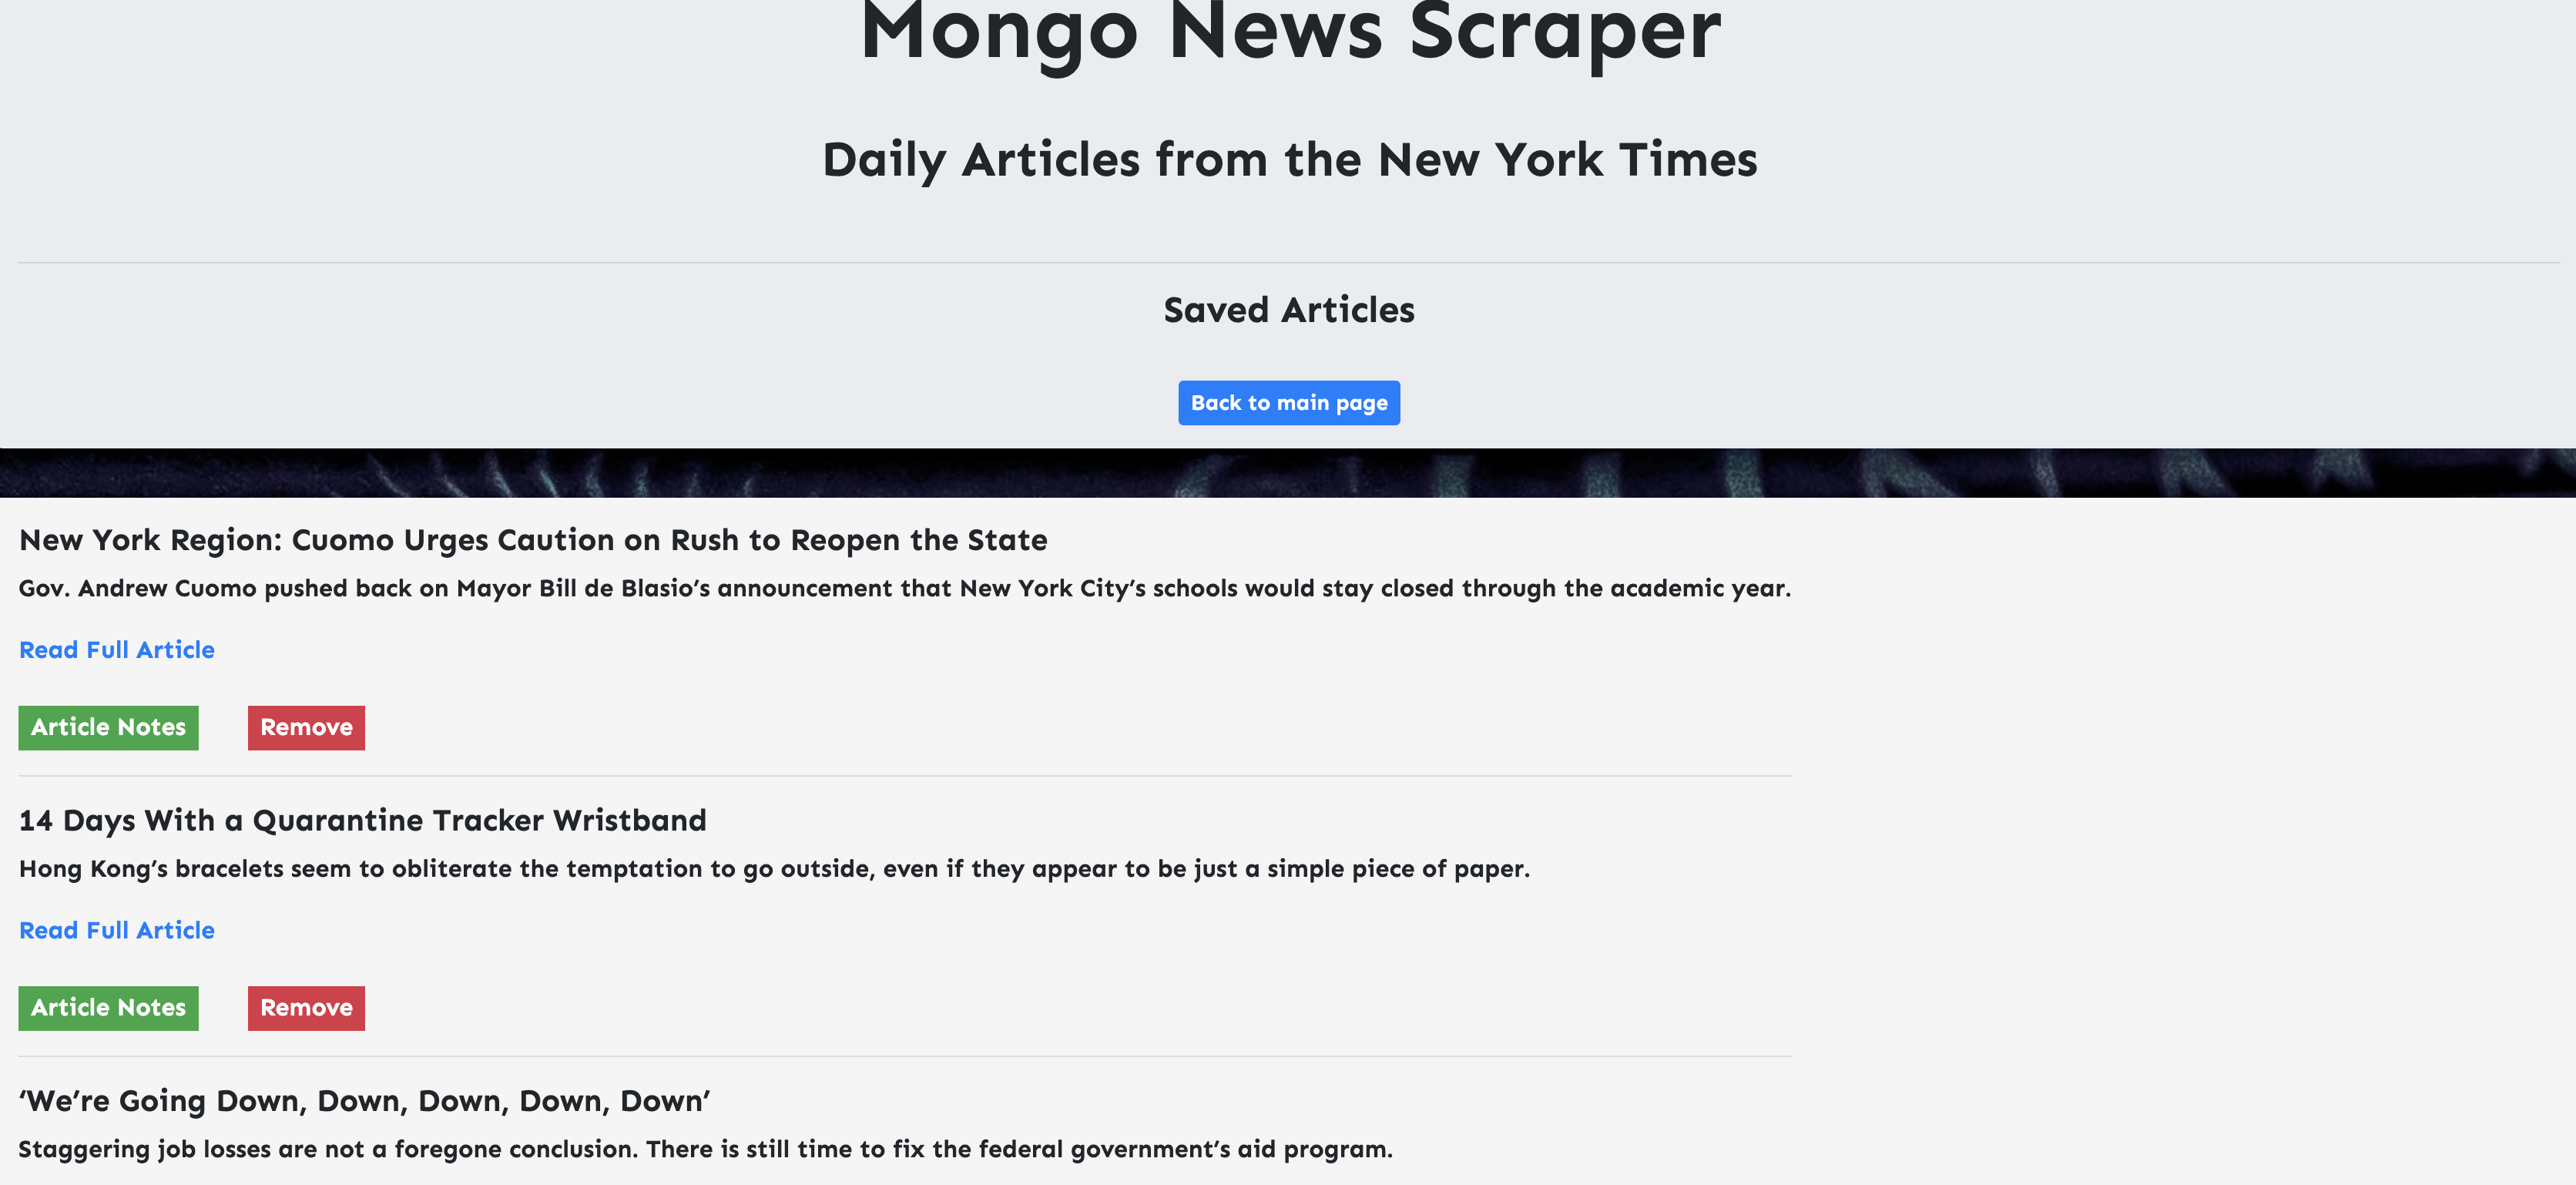 Mongo News Scraper
Daily Articles from the New York Times
Saved Articles
Back to main page
New York Region: Cuomo Urges Caution on Rush to Reopen the State
Gov. Andrew Cuomo pushed back on Mayor Bill de Blasio’s announcement that New York City’s schools would stay closed through the academic year.
Read Full Article
Article Notes Remove
14 Days With a Quarantine Tracker Wristband
Hong Kong’s bracelets seem to obliterate the temptation to go outside, even if they appear to be just a simple piece of paper.
Read Full Article
Article Notes Remove
‘We’re Going Down, Down, Down, Down, Down’
Staggering job losses are not a foregone conclusion. There is still time to fix the federal government’s aid program.